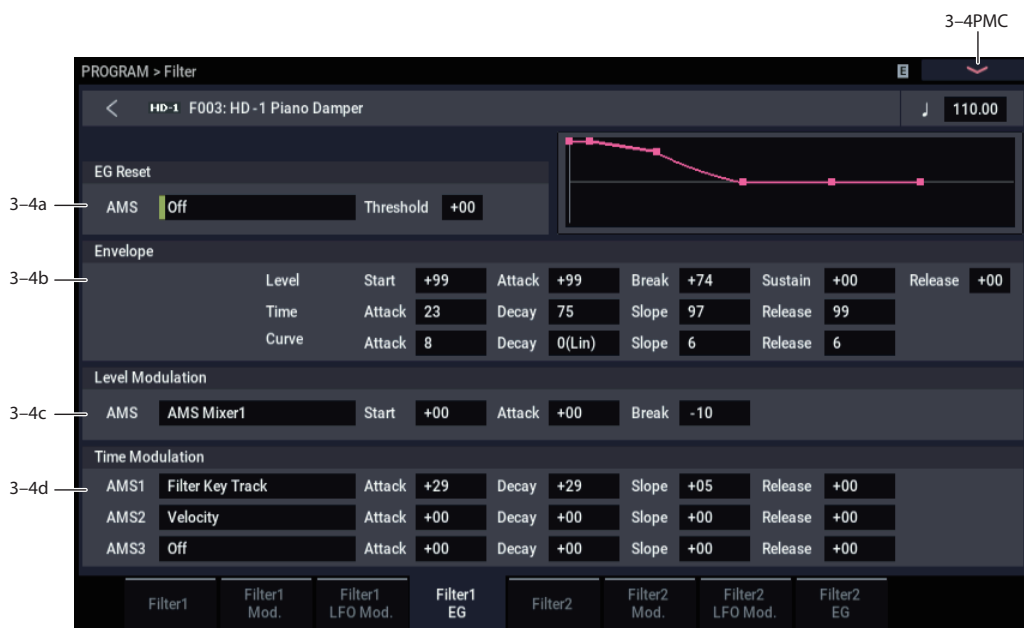 3–4PMC
PROGRAM > Filter
E
HD-1 F003: HD -1 Piano Damper
♩ 110.00
EG Reset
3–4a
AMS Off Threshold +00
Envelope
3–4b
Level Start +99 Attack +99 Break +74 Sustain +00 Release +00
Time Attack 23 Decay 75 Slope 97 Release 99
Curve Attack 8 Decay 0(Lin) Slope 6 Release 6
Level Modulation
3–4c
AMS AMS Mixer1 Start +00 Attack +00 Break -10
Time Modulation
3–4d
AMS1 Filter Key Track Attack +29 Decay +29 Slope +05 Release +00
AMS2 Velocity Attack +00 Decay +00 Slope +00 Release +00
AMS3 Off Attack +00 Decay +00 Slope +00 Release +00
Filter1
Filter1
Mod.
Filter1
LFO Mod.
Filter1
EG
Filter2
Filter2
Mod.
Filter2
LFO Mod.
Filter2
EG